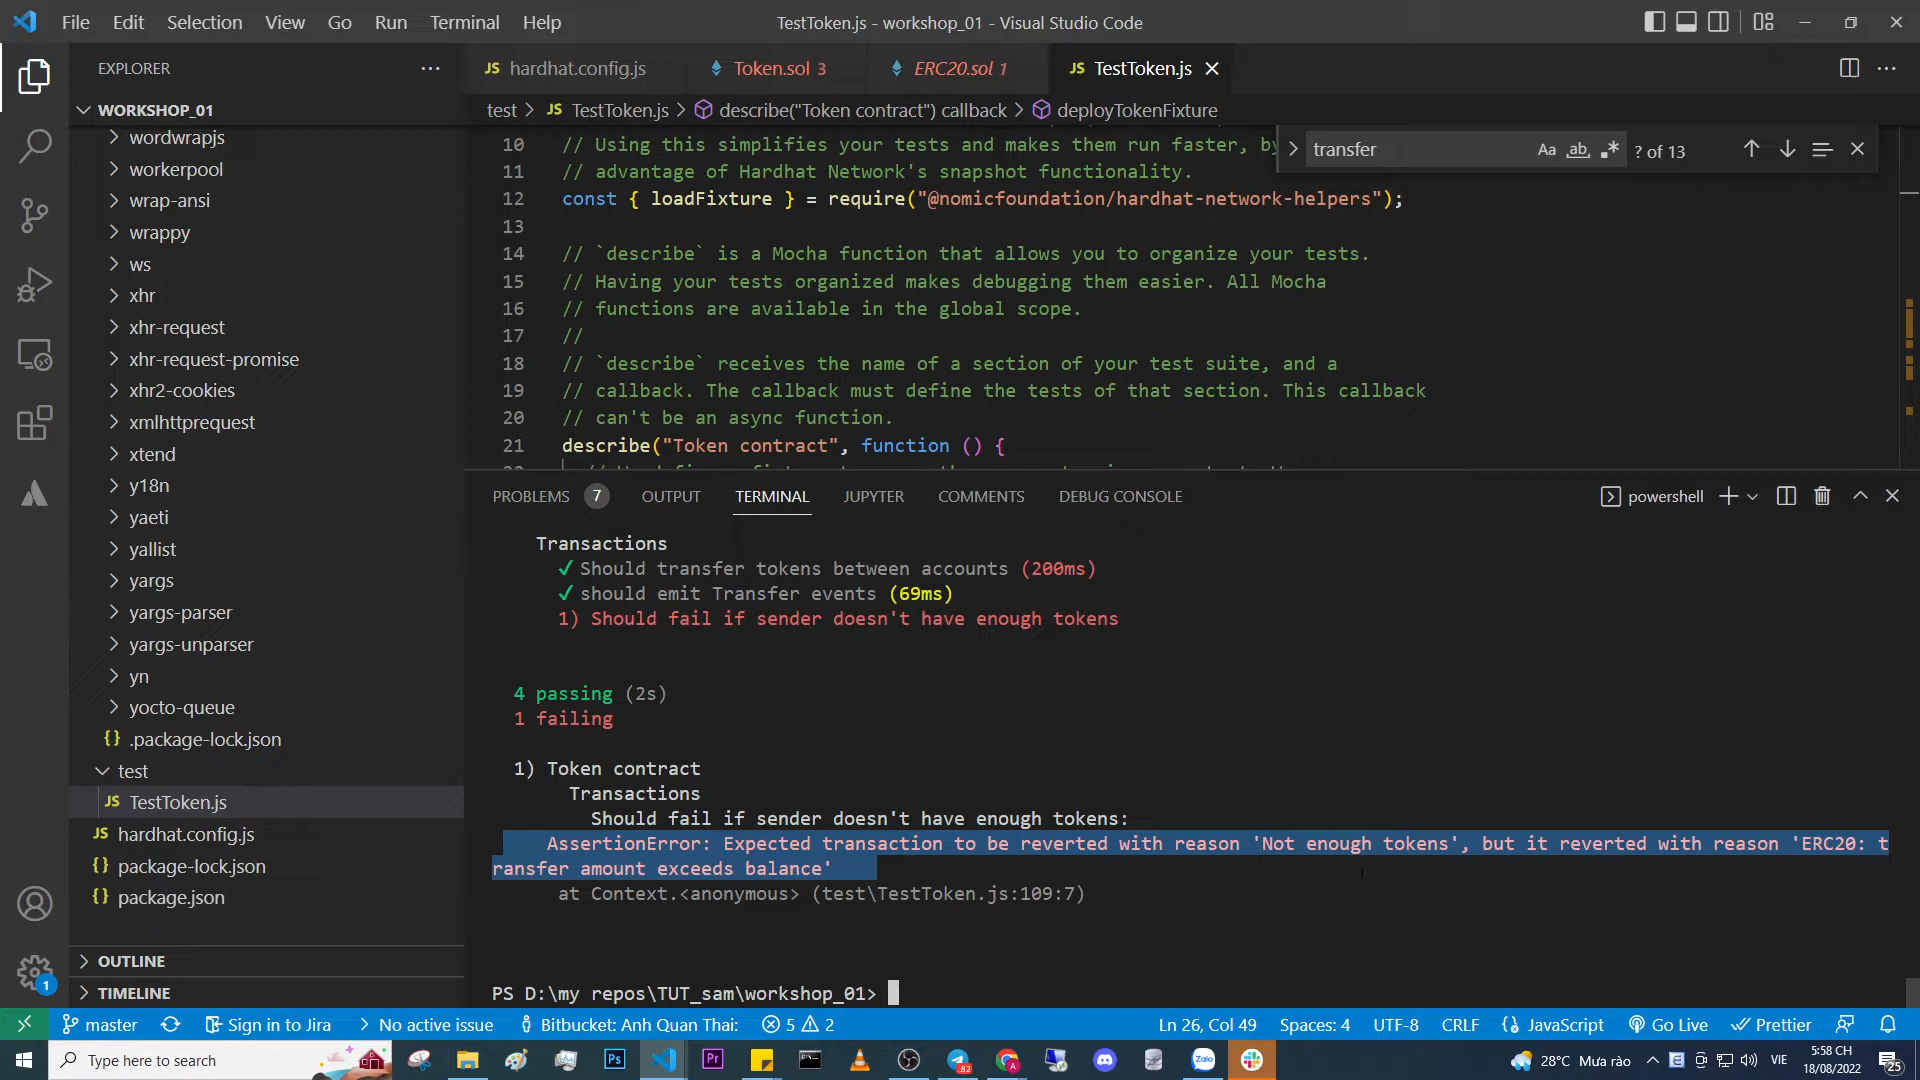 File Edit Selection View Go Run Terminal Help
TestToken.js - workshop_01 - Visual Studio Code
EXPLORER
WORKSHOP_01
wordwrapjs
workerpool
wrap-ansi
wrappy
ws
xhr
xhr-request
xhr-request-promise
xhr2-cookies
xmlhttprequest
xtend
y18n
yaeti
yallist
yargs
yargs-parser
yargs-unparser
yn
yocto-queue
{} .package-lock.json
test
JS TestToken.js
JS hardhat.config.js
{} package-lock.json
{} package.json
OUTLINE
TIMELINE
1
JS hardhat.config.js Token.sol 3 ERC20.sol 1 JS TestToken.js
test > JS TestToken.js > describe("Token contract") callback > deployTokenFixture
transfer Aa ab .* ? of 13
10 // Using this simplifies your tests and makes them run faster, by
11 // advantage of Hardhat Network's snapshot functionality.
12 const { loadFixture } = require("@nomicfoundation/hardhat-network-helpers");
13
14 // `describe` is a Mocha function that allows you to organize your tests.
15 // Having your tests organized makes debugging them easier. All Mocha
16 // functions are available in the global scope.
17 //
18 // `describe` receives the name of a section of your test suite, and a
19 // callback. The callback must define the tests of that section. This callback
20 // can't be an async function.
21 describe("Token contract", function () {
PROBLEMS 7 OUTPUT TERMINAL JUPYTER COMMENTS DEBUG CONSOLE
powershell
Transactions
✓ Should transfer tokens between accounts (200ms)
✓ should emit Transfer events (69ms)
1) Should fail if sender doesn't have enough tokens
4 passing (2s)
1 failing
1) Token contract
Transactions
Should fail if sender doesn't have enough tokens:
AssertionError: Expected transaction to be reverted with reason 'Not enough tokens', but it reverted with reason 'ERC20: t
ransfer amount exceeds balance'
at Context.<anonymous> (test\TestToken.js:109:7)
PS D:\my repos\TUT_sam\workshop_01>
master Sign in to Jira No active issue Bitbucket: Anh Quan Thai: 5 2 Ln 26, Col 49 Spaces: 4 UTF-8 CRLF {} JavaScript Go Live Prettier
Type here to search
Ps Pr 82 A Zalo
28°C Mưa rào VIE
5:58 CH
18/08/2022
25